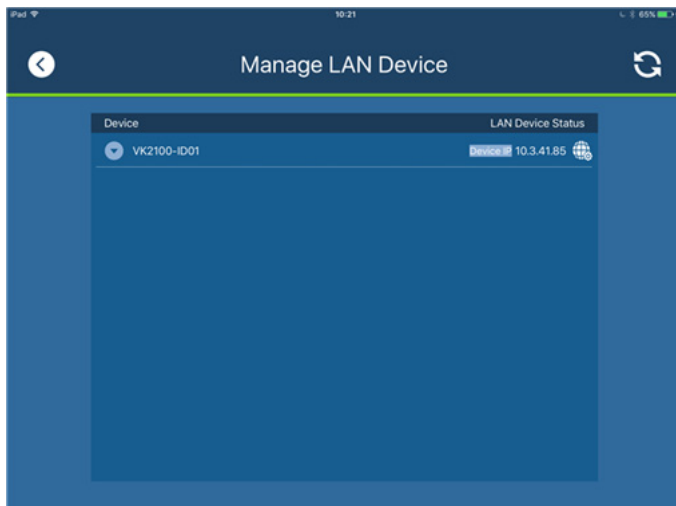 iPad 10:21 65%
Manage LAN Device
Device LAN Device Status
VK2100-ID01 Device IP 10.3.41.85